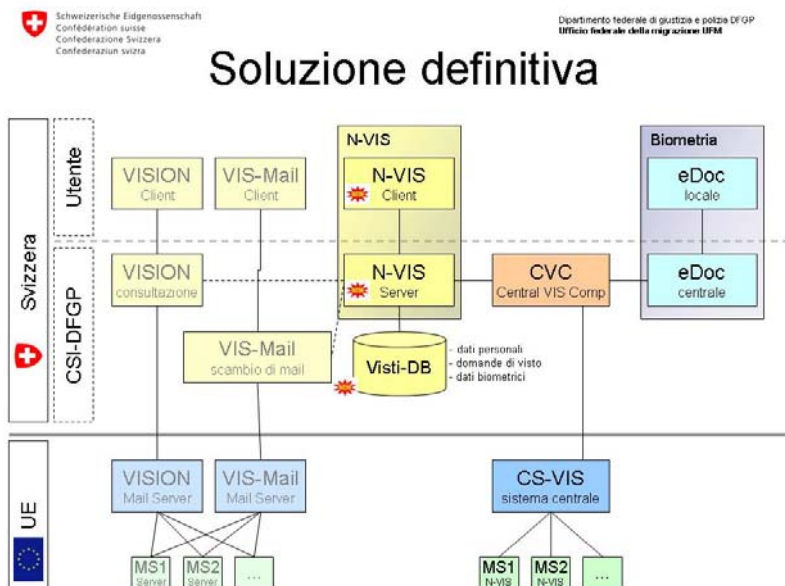 Schweizerische Eidgenossenschaft
Confédération suisse
Confederazione Svizzera
Confederaziun svizra
Dipartimento federale di giustizia e polizia DFGP
Ufficio federale della migrazione UFM
Soluzione definitiva
Svizzera
Utente
CSI-DFGP
UE
N-VIS
Biometria
VISION
Client
VIS-Mail
Client
N-VIS
Client
eDoc
locale
VISION
consultazione
N-VIS
Server
CVC
Central VIS Comp
eDoc
centrale
VIS-Mail
scambio di mail
Visti-DB
- dati personali
- domande di visto
- dati biometrici
VISION
Mail Server
VIS-Mail
Mail Server
CS-VIS
sistema centrale
MS1
Server
MS2
Server
...
MS1
N-VIS
MS2
N-VIS
...